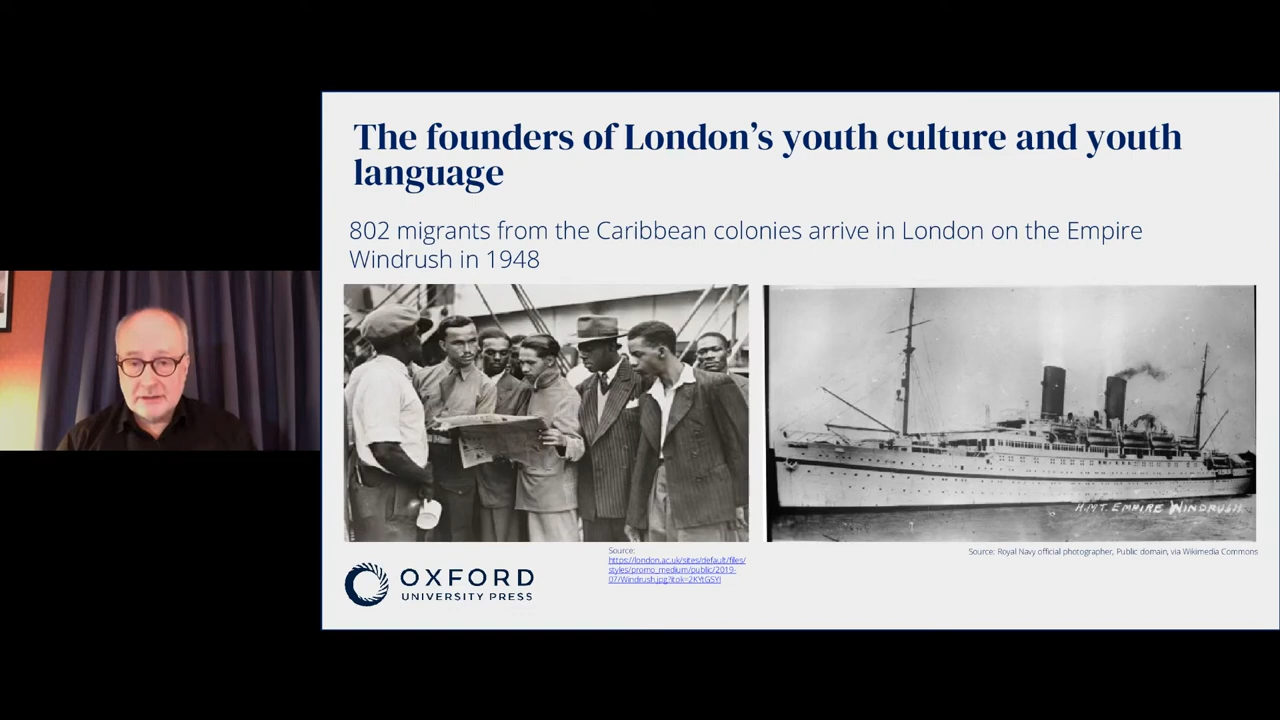 The founders of London's youth culture and youth
language
802 migrants from the Caribbean colonies arrive in London on the Empire
Windrush in 1948
H.M.T. EMPIRE WINDRUSH.
Source:
https://london.ac.uk/sites/default/files/
styles/promo_medium/public/2019-
07/Windrush.jpg?itok=2KYtGSYl
Source: Royal Navy official photographer, Public domain, via Wikimedia Commons
OXFORD
UNIVERSITY PRESS